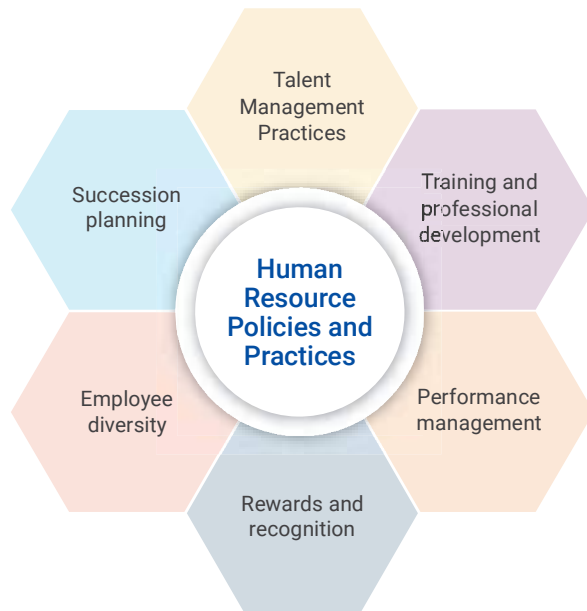 Talent
Management
Practices
Training and
professional
development
Performance
management
Rewards and
recognition
Employee
diversity
Succession
planning
Human
Resource
Policies and
Practices